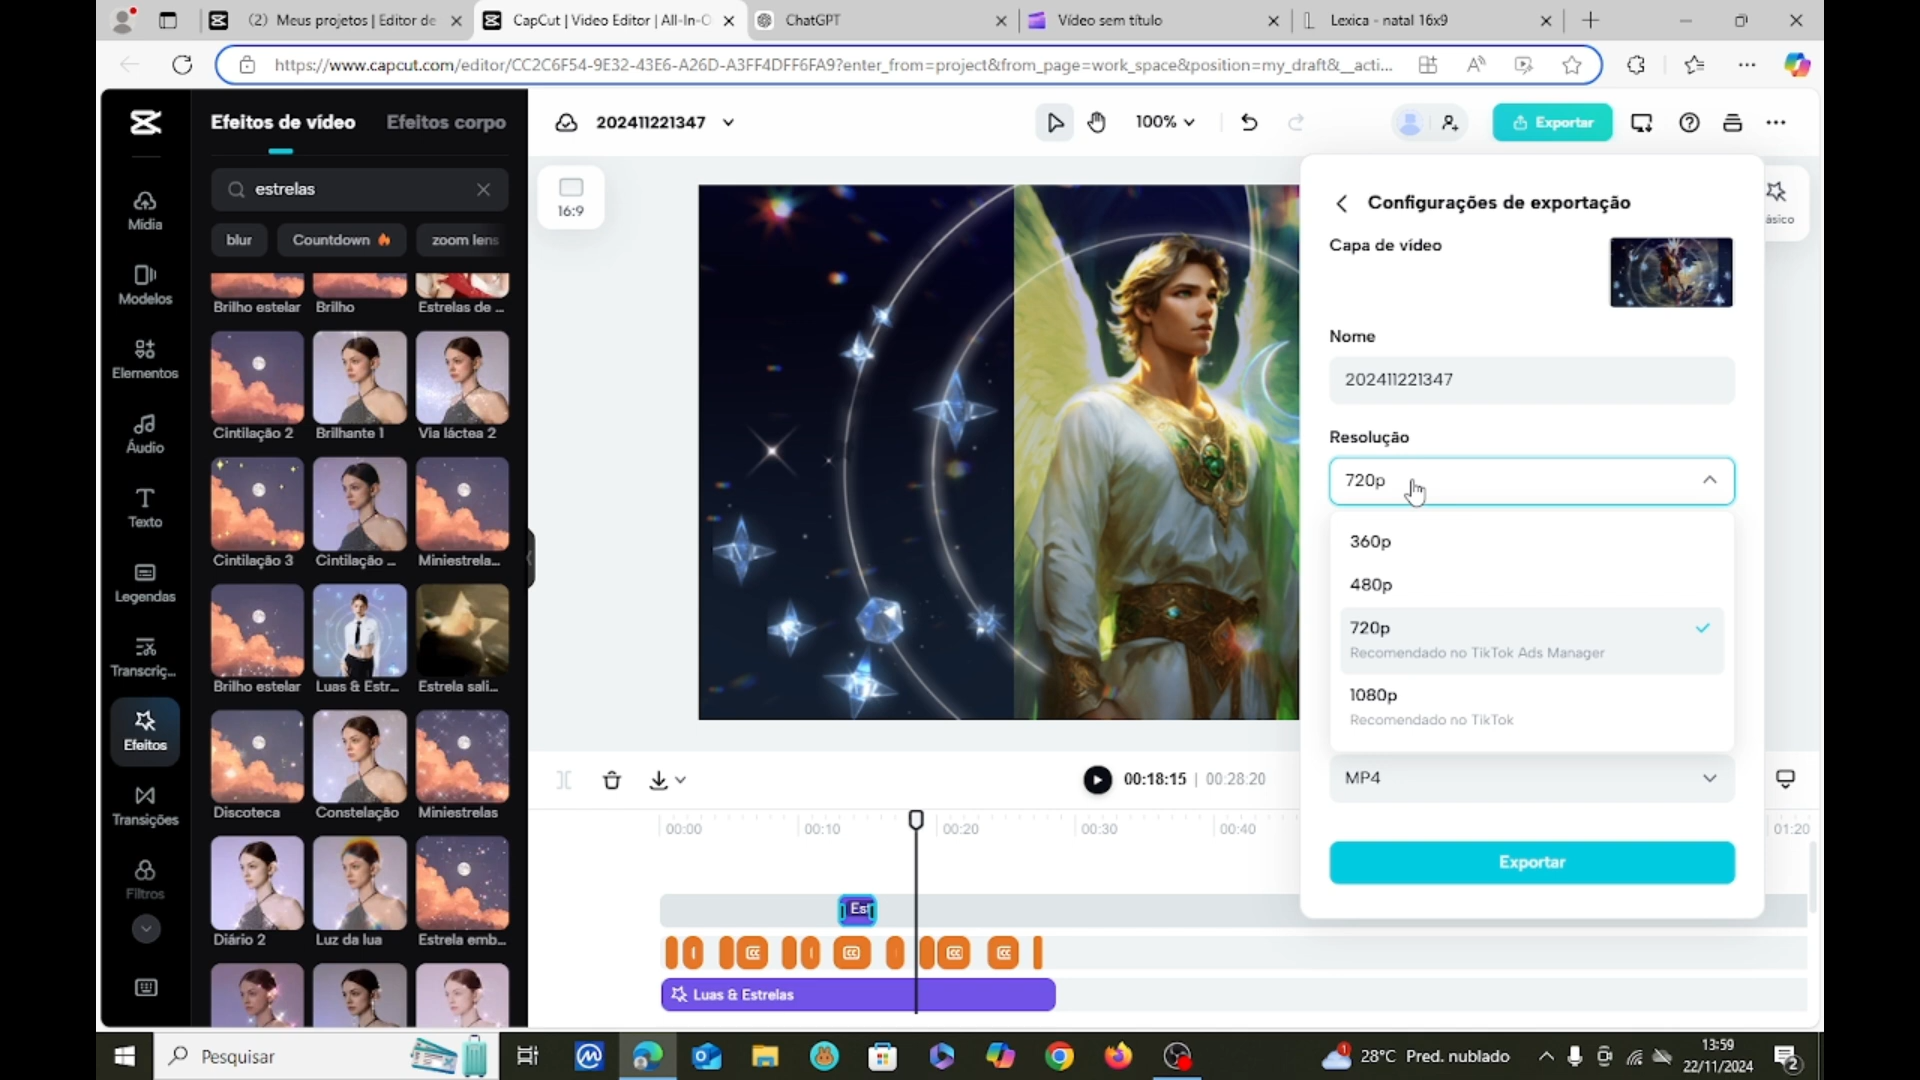 (2) Meus projetos | Editor de
CapCut | Video Editor | All-In-O
ChatGPT
Vídeo sem título
Lexica - natal 16x9
https://www.capcut.com/editor/CC2C6F54-9E32-43E6-A26D-A3FF4DFF6FA9?enter_from=project&from_page=work_space&position=my_draft&__acti...
Efeitos de vídeo
Efeitos corpo
202411221347
100%
Exportar
estrelas
blur
Countdown
zoom lens
16:9
Mídia
Modelos
Elementos
Áudio
Texto
Legendas
Transcriç...
Efeitos
Transições
Filtros
Brilho estelar
Brilho
Estrelas de ...
Cintilação 2
Brilhante 1
Via láctea 2
Cintilação 3
Cintilação ...
Miniestrela...
Brilho estelar
Luas & Estr...
Estrela sali...
Discoteca
Constelação
Miniestrelas
Diário 2
Luz da lua
Estrela emb...
Configurações de exportação
ásico
Capa de vídeo
Nome
202411221347
Resolução
720p
360p
480p
720p
Recomendado no TikTok Ads Manager
1080p
Recomendado no TikTok
MP4
Exportar
00:18:15 | 00:28:20
00:00
00:10
00:20
00:30
00:40
01:20
Est
Luas & Estrelas
Pesquisar
1
28°C Pred. nublado
13:59
22/11/2024
2